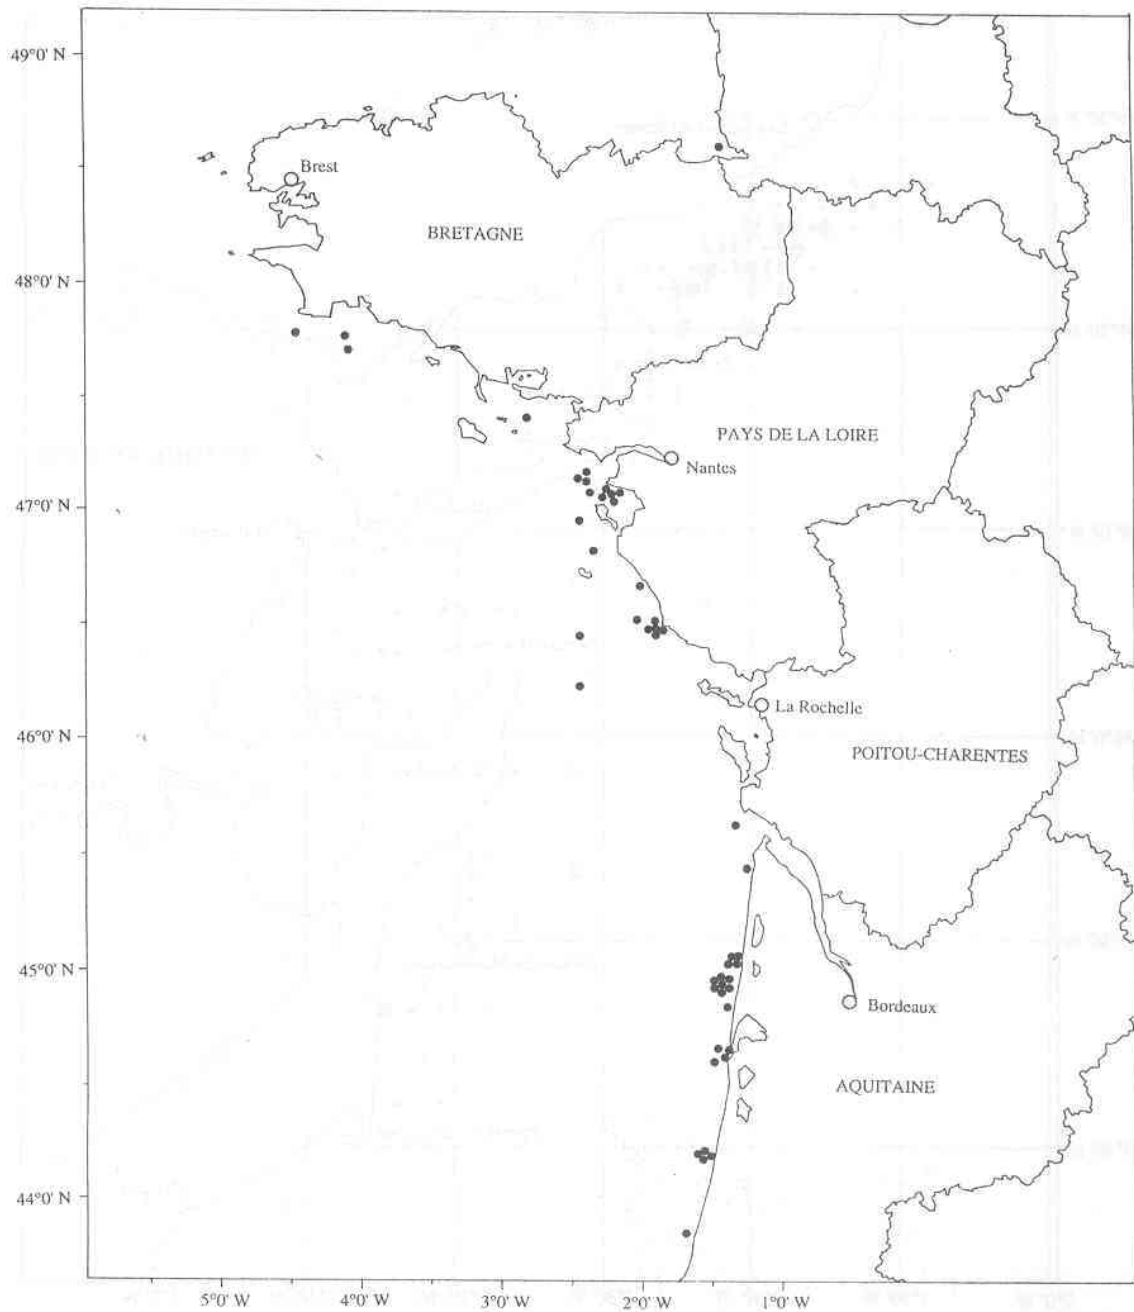 49°0' N
Brest
BRETAGNE
48°0' N
PAYS DE LA LOIRE
Nantes
47°0' N
La Rochelle
46°0' N
POITOU-CHARENTES
45°0' N
Bordeaux
AQUITAINE
44°0' N
5°0' W
4°0' W
3°0' W
2°0' W
1°0' W